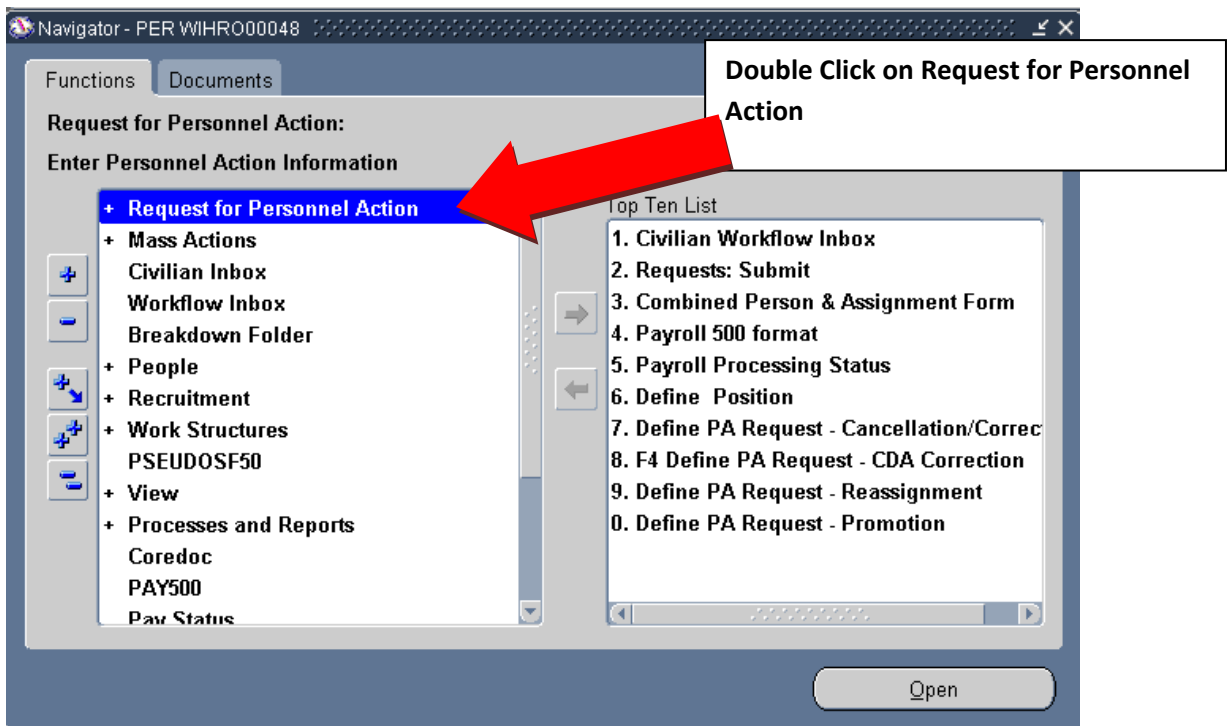 Navigator - PER WIHRO00048
Double Click on Request for Personnel
Action
Functions Documents
Request for Personnel Action:
Enter Personnel Action Information
+ Request for Personnel Action
+ Mass Actions
Civilian Inbox
Workflow Inbox
Breakdown Folder
+ People
+ Recruitment
+ Work Structures
PSEUDOSF50
+ View
+ Processes and Reports
Coredoc
PAY500
Pay Status
Top Ten List
1. Civilian Workflow Inbox
2. Requests: Submit
3. Combined Person & Assignment Form
4. Payroll 500 format
5. Payroll Processing Status
6. Define  Position
7. Define PA Request - Cancellation/Correc
8. F4 Define PA Request - CDA Correction
9. Define PA Request - Reassignment
0. Define PA Request - Promotion
Open